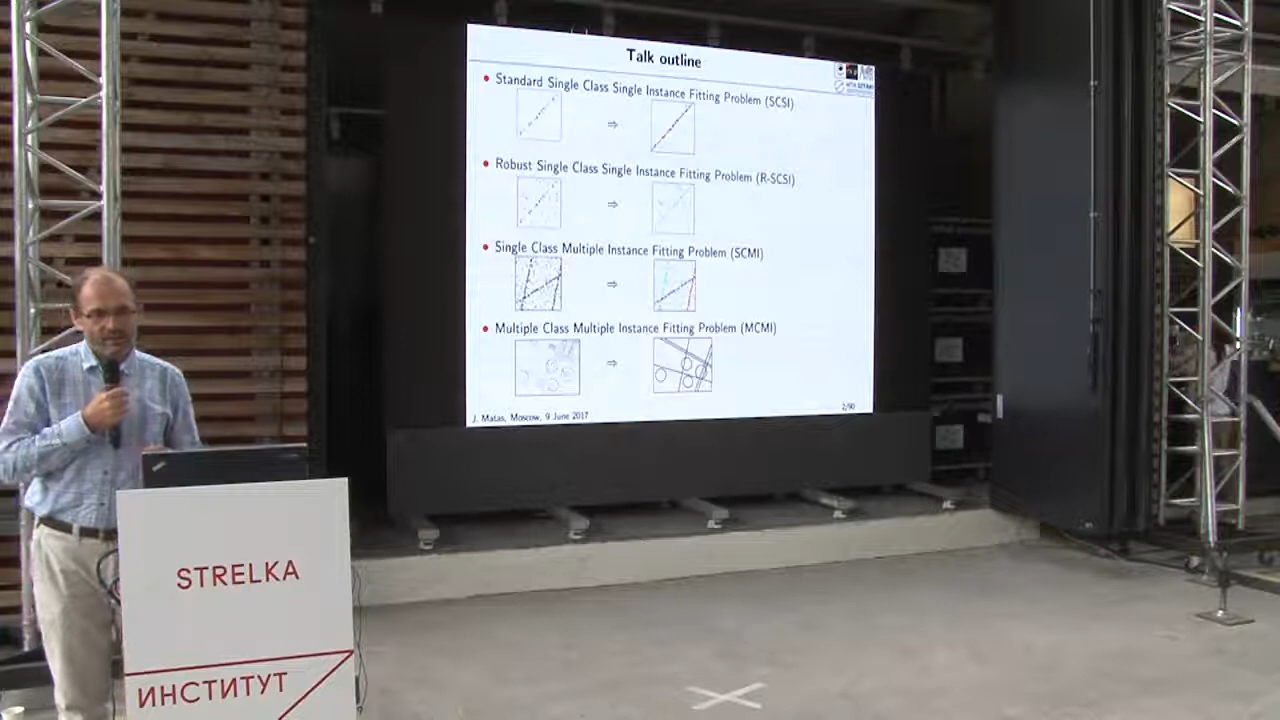 Talk outline
Standard Single Class Single Instance Fitting Problem (SCSI)
Robust Single Class Single Instance Fitting Problem (R-SCSI)
Single Class Multiple Instance Fitting Problem (SCMI)
Multiple Class Multiple Instance Fitting Problem (MCMI)
J. Matas, Moscow, 9 June 2017
2/90
STRELKA
ИНСТИТУТ